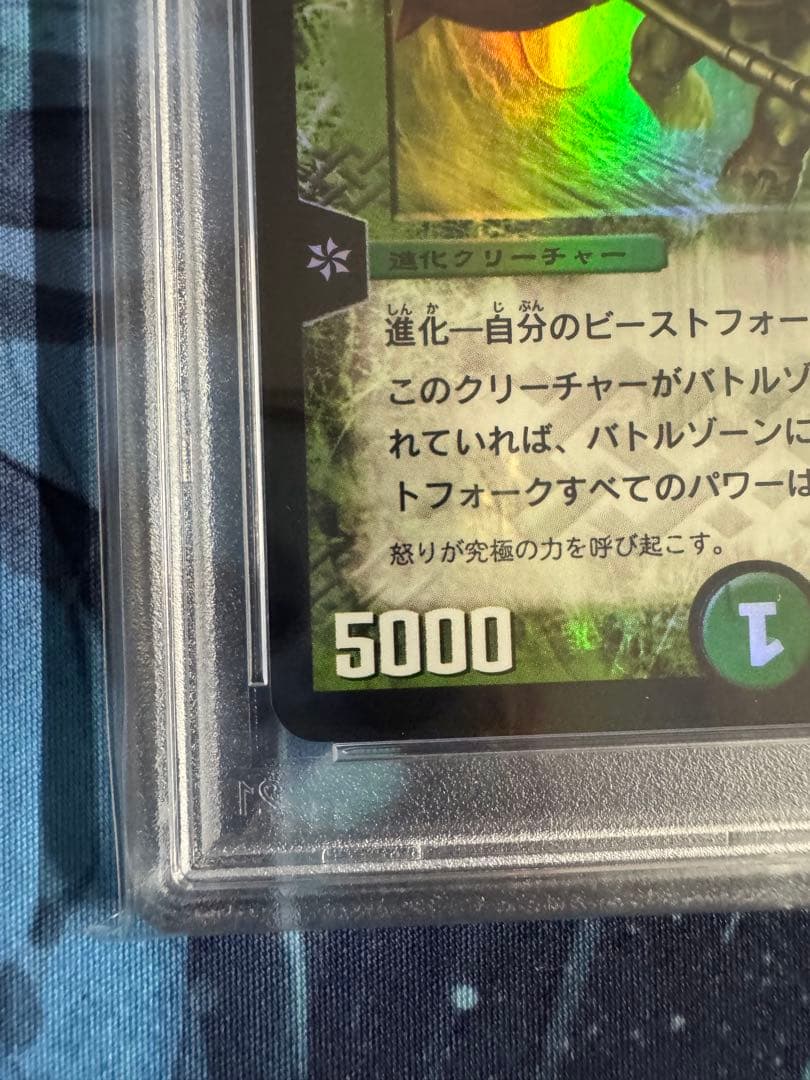 進化クリーチャー
しん か じ ぶん
進化―自分のビーストフォー
このクリーチャーがバトルゾ
れていれば、バトルゾーンに
トフォークすべてのパワーは
怒りが究極の力を呼び起こす。
5000
1